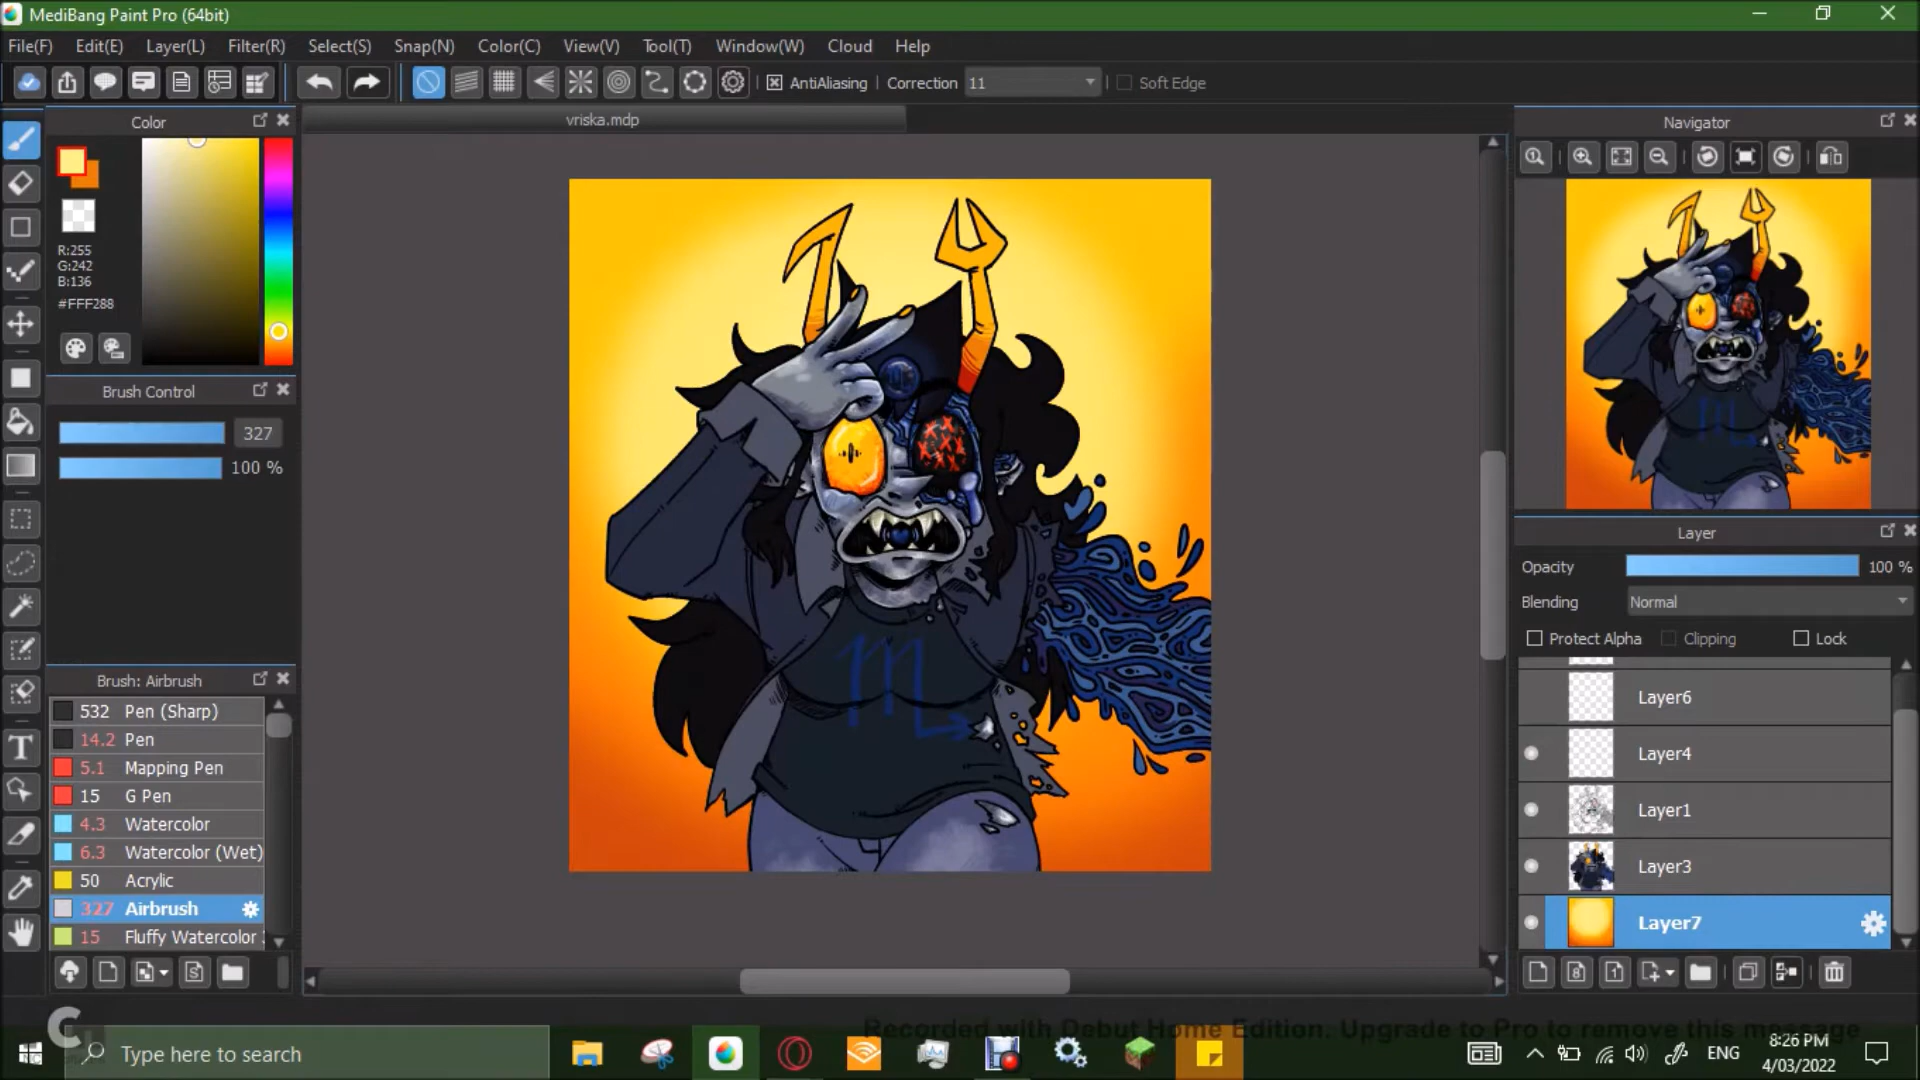 MediBang Paint Pro (64bit)
File(F) Edit(E) Layer(L) Filter(R) Select(S) Snap(N) Color(C) View(V) Tool(T) Window(W) Cloud Help
AntiAliasing Correction 11 Soft Edge
Color
vriska.mdp
Navigator
R:255
G:242
B:136
#FFF288
Brush Control
327
100 %
Brush: Airbrush
532 Pen (Sharp)
14.2 Pen
5.1 Mapping Pen
15 G Pen
4.3 Watercolor
6.3 Watercolor (Wet)
50 Acrylic
327 Airbrush
15 Fluffy Watercolor
Layer
Opacity 100 %
Blending Normal
Protect Alpha Clipping Lock
Layer6
Layer4
Layer1
Layer3
Layer7
Recorded with Debut Home Edition. Upgrade to Pro to remove this message
Type here to search
ENG
8:26 PM
4/03/2022